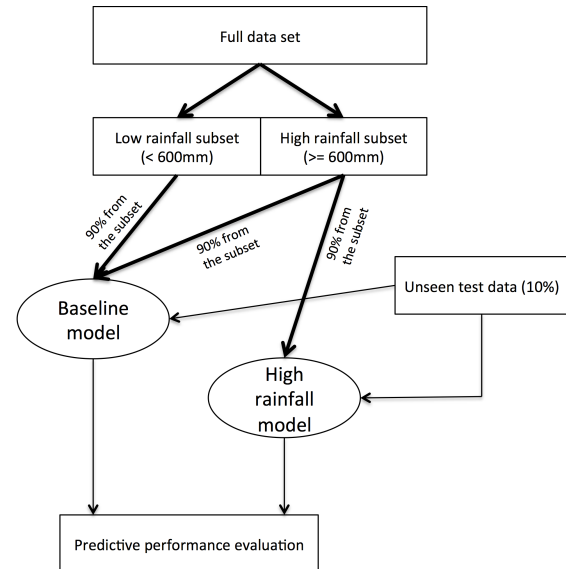 Full data set
Low rainfall subset
(< 600mm)
High rainfall subset
(>= 600mm)
90% from
the subset
90% from
the subset
90% from
the subset
Unseen test data (10%)
Baseline
model
High
rainfall
model
Predictive performance evaluation